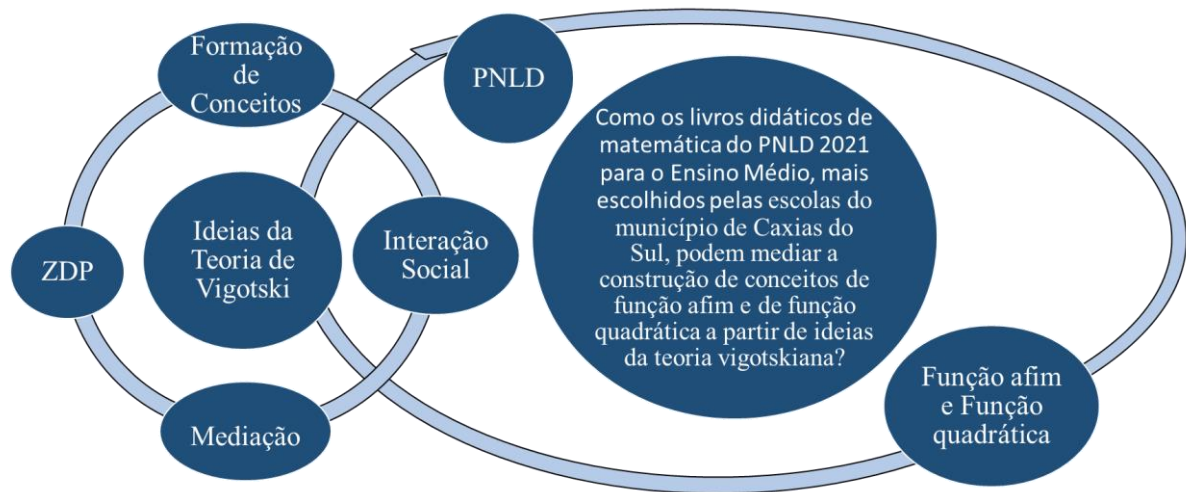 Formação
de
Conceitos
PNLD
Ideias da
Teoria de
Vigotski
Interação
Social
ZDP
Mediação
Como os livros didáticos de
matemática do PNLD 2021
para o Ensino Médio, mais
escolhidos pelas escolas do
município de Caxias do
Sul, podem mediar a
construção de conceitos de
função afim e de função
quadrática a partir de ideias
da teoria vigotskiana?
Função afim
e Função
quadrática